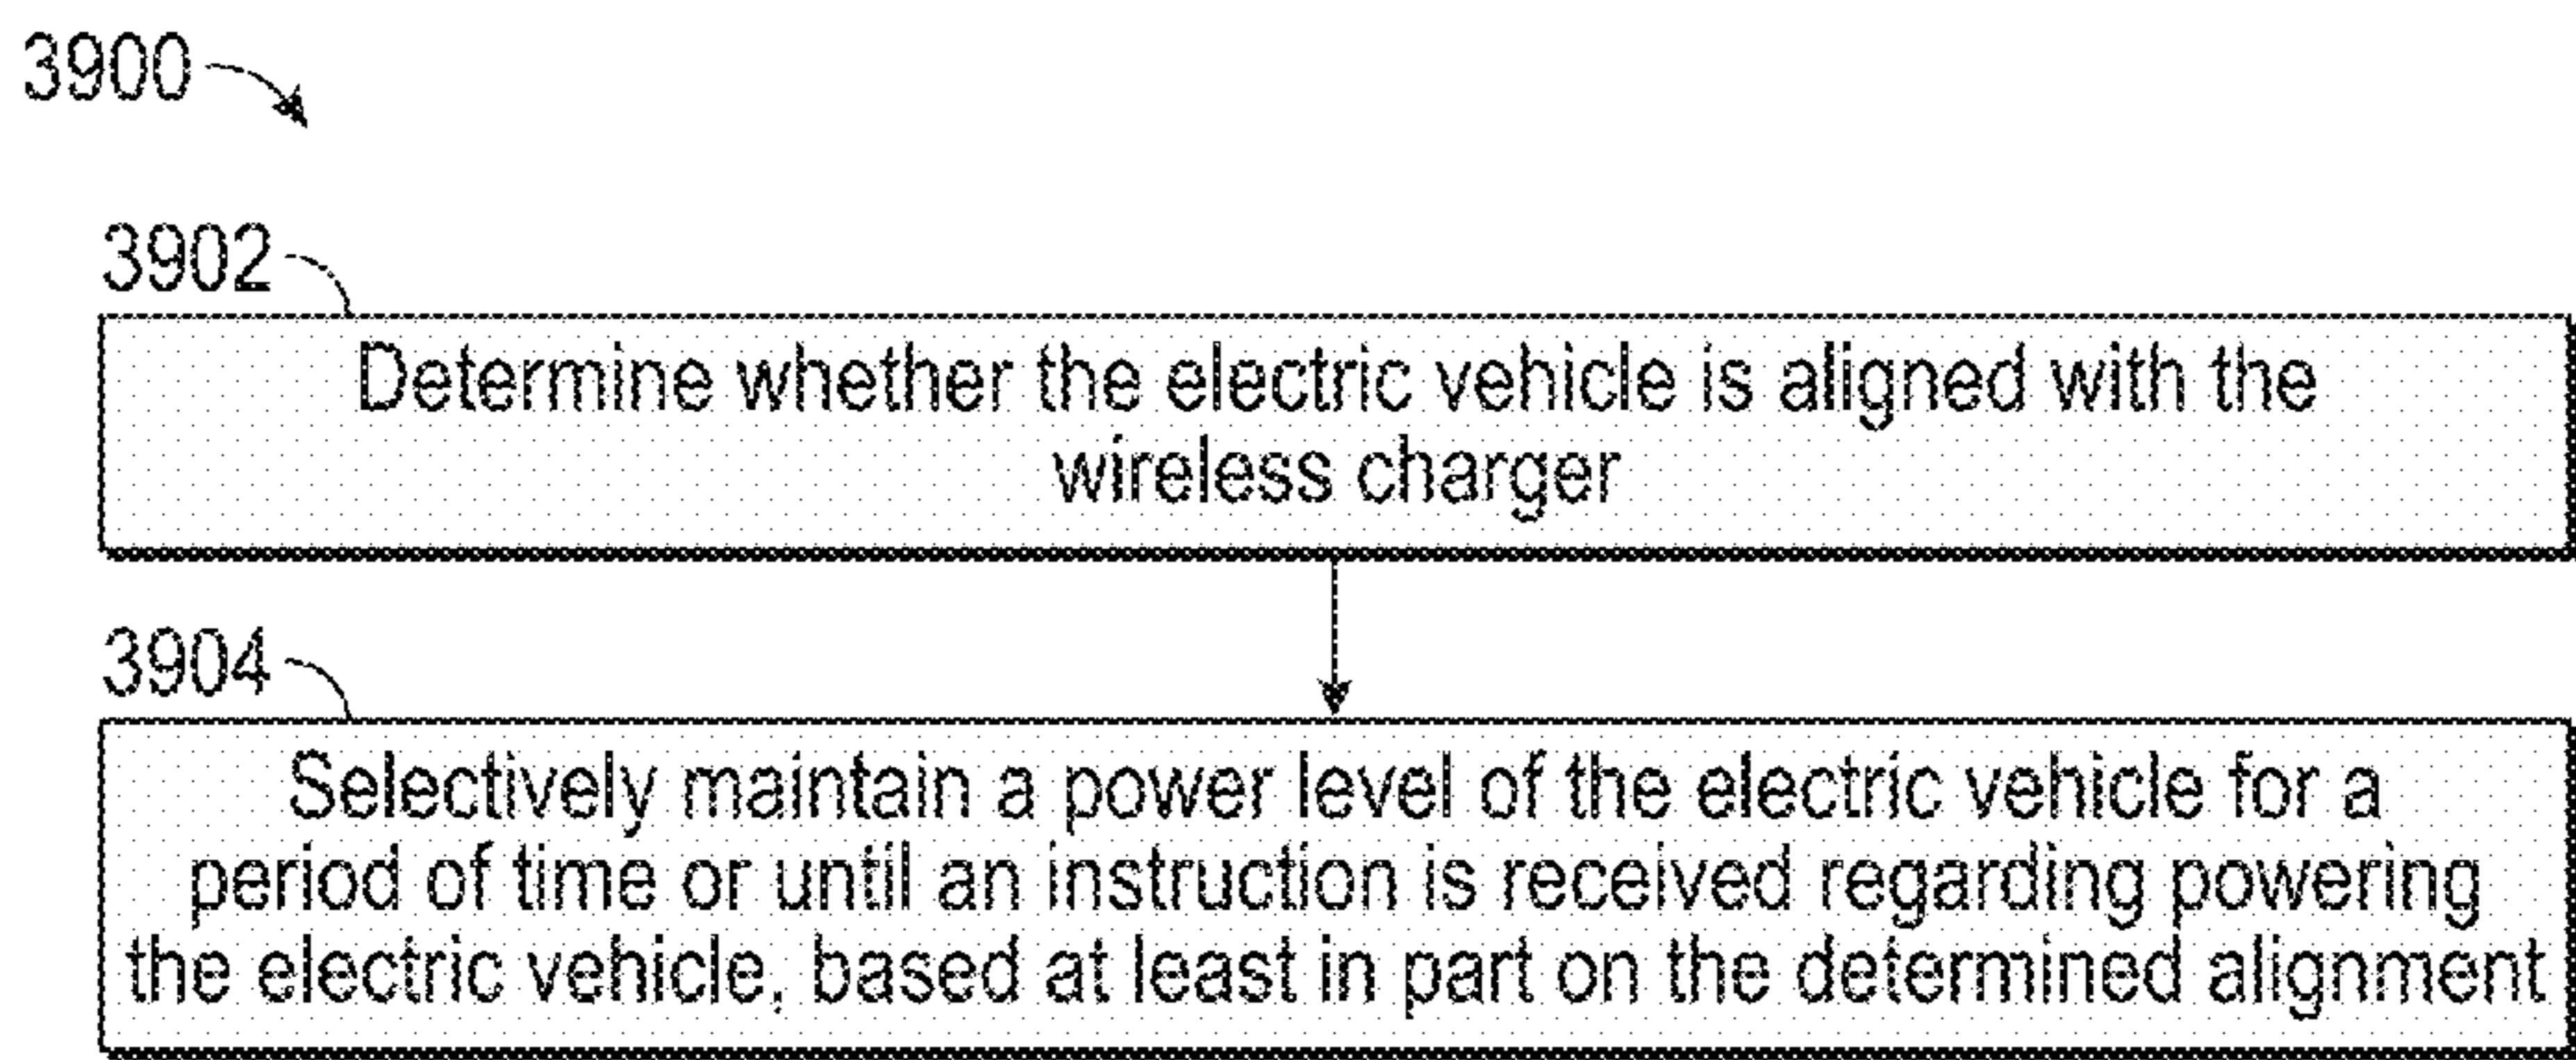 3900
3902
Determine whether the electric vehicle is aligned with the
wireless charger
3904
Selectively maintain a power level of the electric vehicle for a
period of time or until an instruction is received regarding powering
the electric vehicle, based at least in part on the determined alignment